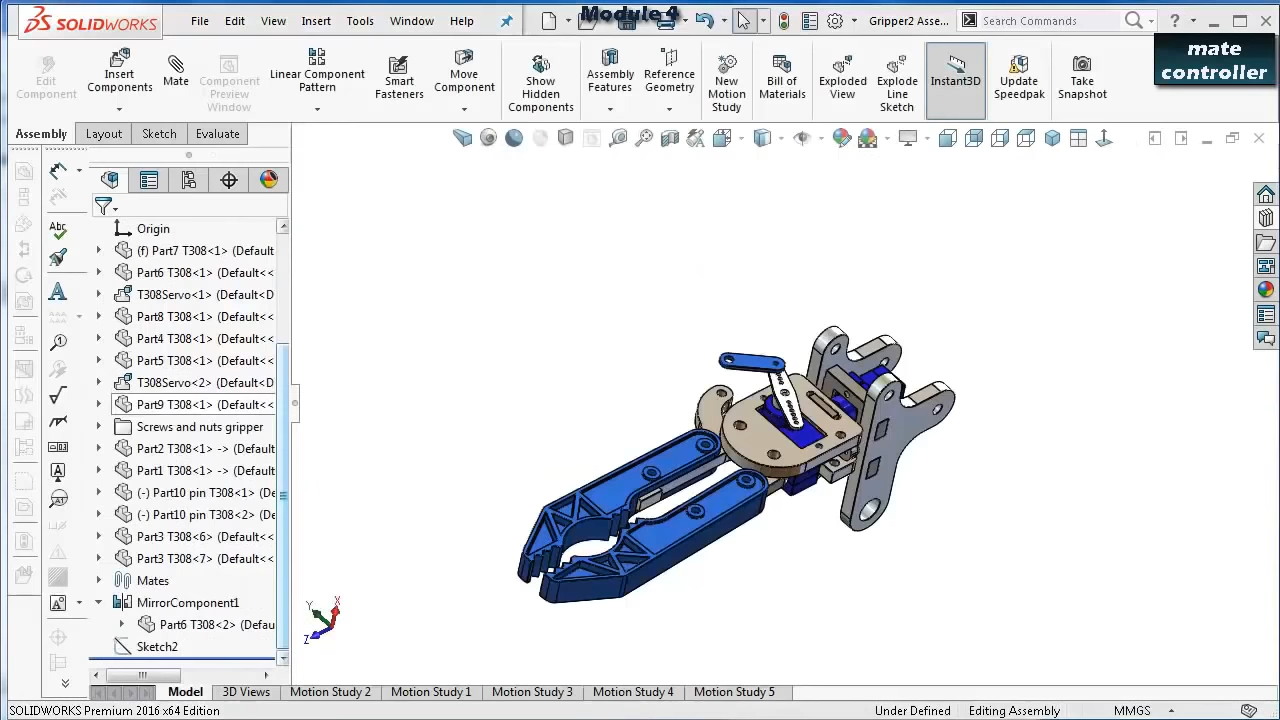 Module 4
SOLIDWORKS
File Edit View Insert Tools Window Help
Gripper2 Asse...
Search Commands
mate
controller
Edit
Component
Insert
Components
Mate
Component
Preview
Window
Linear Component
Pattern
Smart
Fasteners
Move
Component
Show
Hidden
Components
Assembly
Features
Reference
Geometry
New
Motion
Study
Bill of
Materials
Exploded
View
Explode
Line
Sketch
Instant3D
Update
Speedpak
Take
Snapshot
Assembly Layout Sketch Evaluate
Origin
(f) Part7 T308<1> (Default
Part6 T308<1> (Default<<
T308Servo<1> (Default<D
Part8 T308<1> (Default<<
Part4 T308<1> (Default<<
Part5 T308<1> (Default<<
T308Servo<2> (Default<D
Part9 T308<1> (Default<<
Screws and nuts gripper
Part2 T308<1> -> (Default
Part1 T308<1> -> (Default
(-) Part10 pin T308<1> (De
(-) Part10 pin T308<2> (De
Part3 T308<6> (Default<<
Part3 T308<7> (Default<<
Mates
MirrorComponent1
Part6 T308<2> (Defau
Sketch2
Abc
A
A
Y X
Z
Model 3D Views Motion Study 2 Motion Study 1 Motion Study 3 Motion Study 4 Motion Study 5
SOLIDWORKS Premium 2016 x64 Edition
Under Defined Editing Assembly MMGS